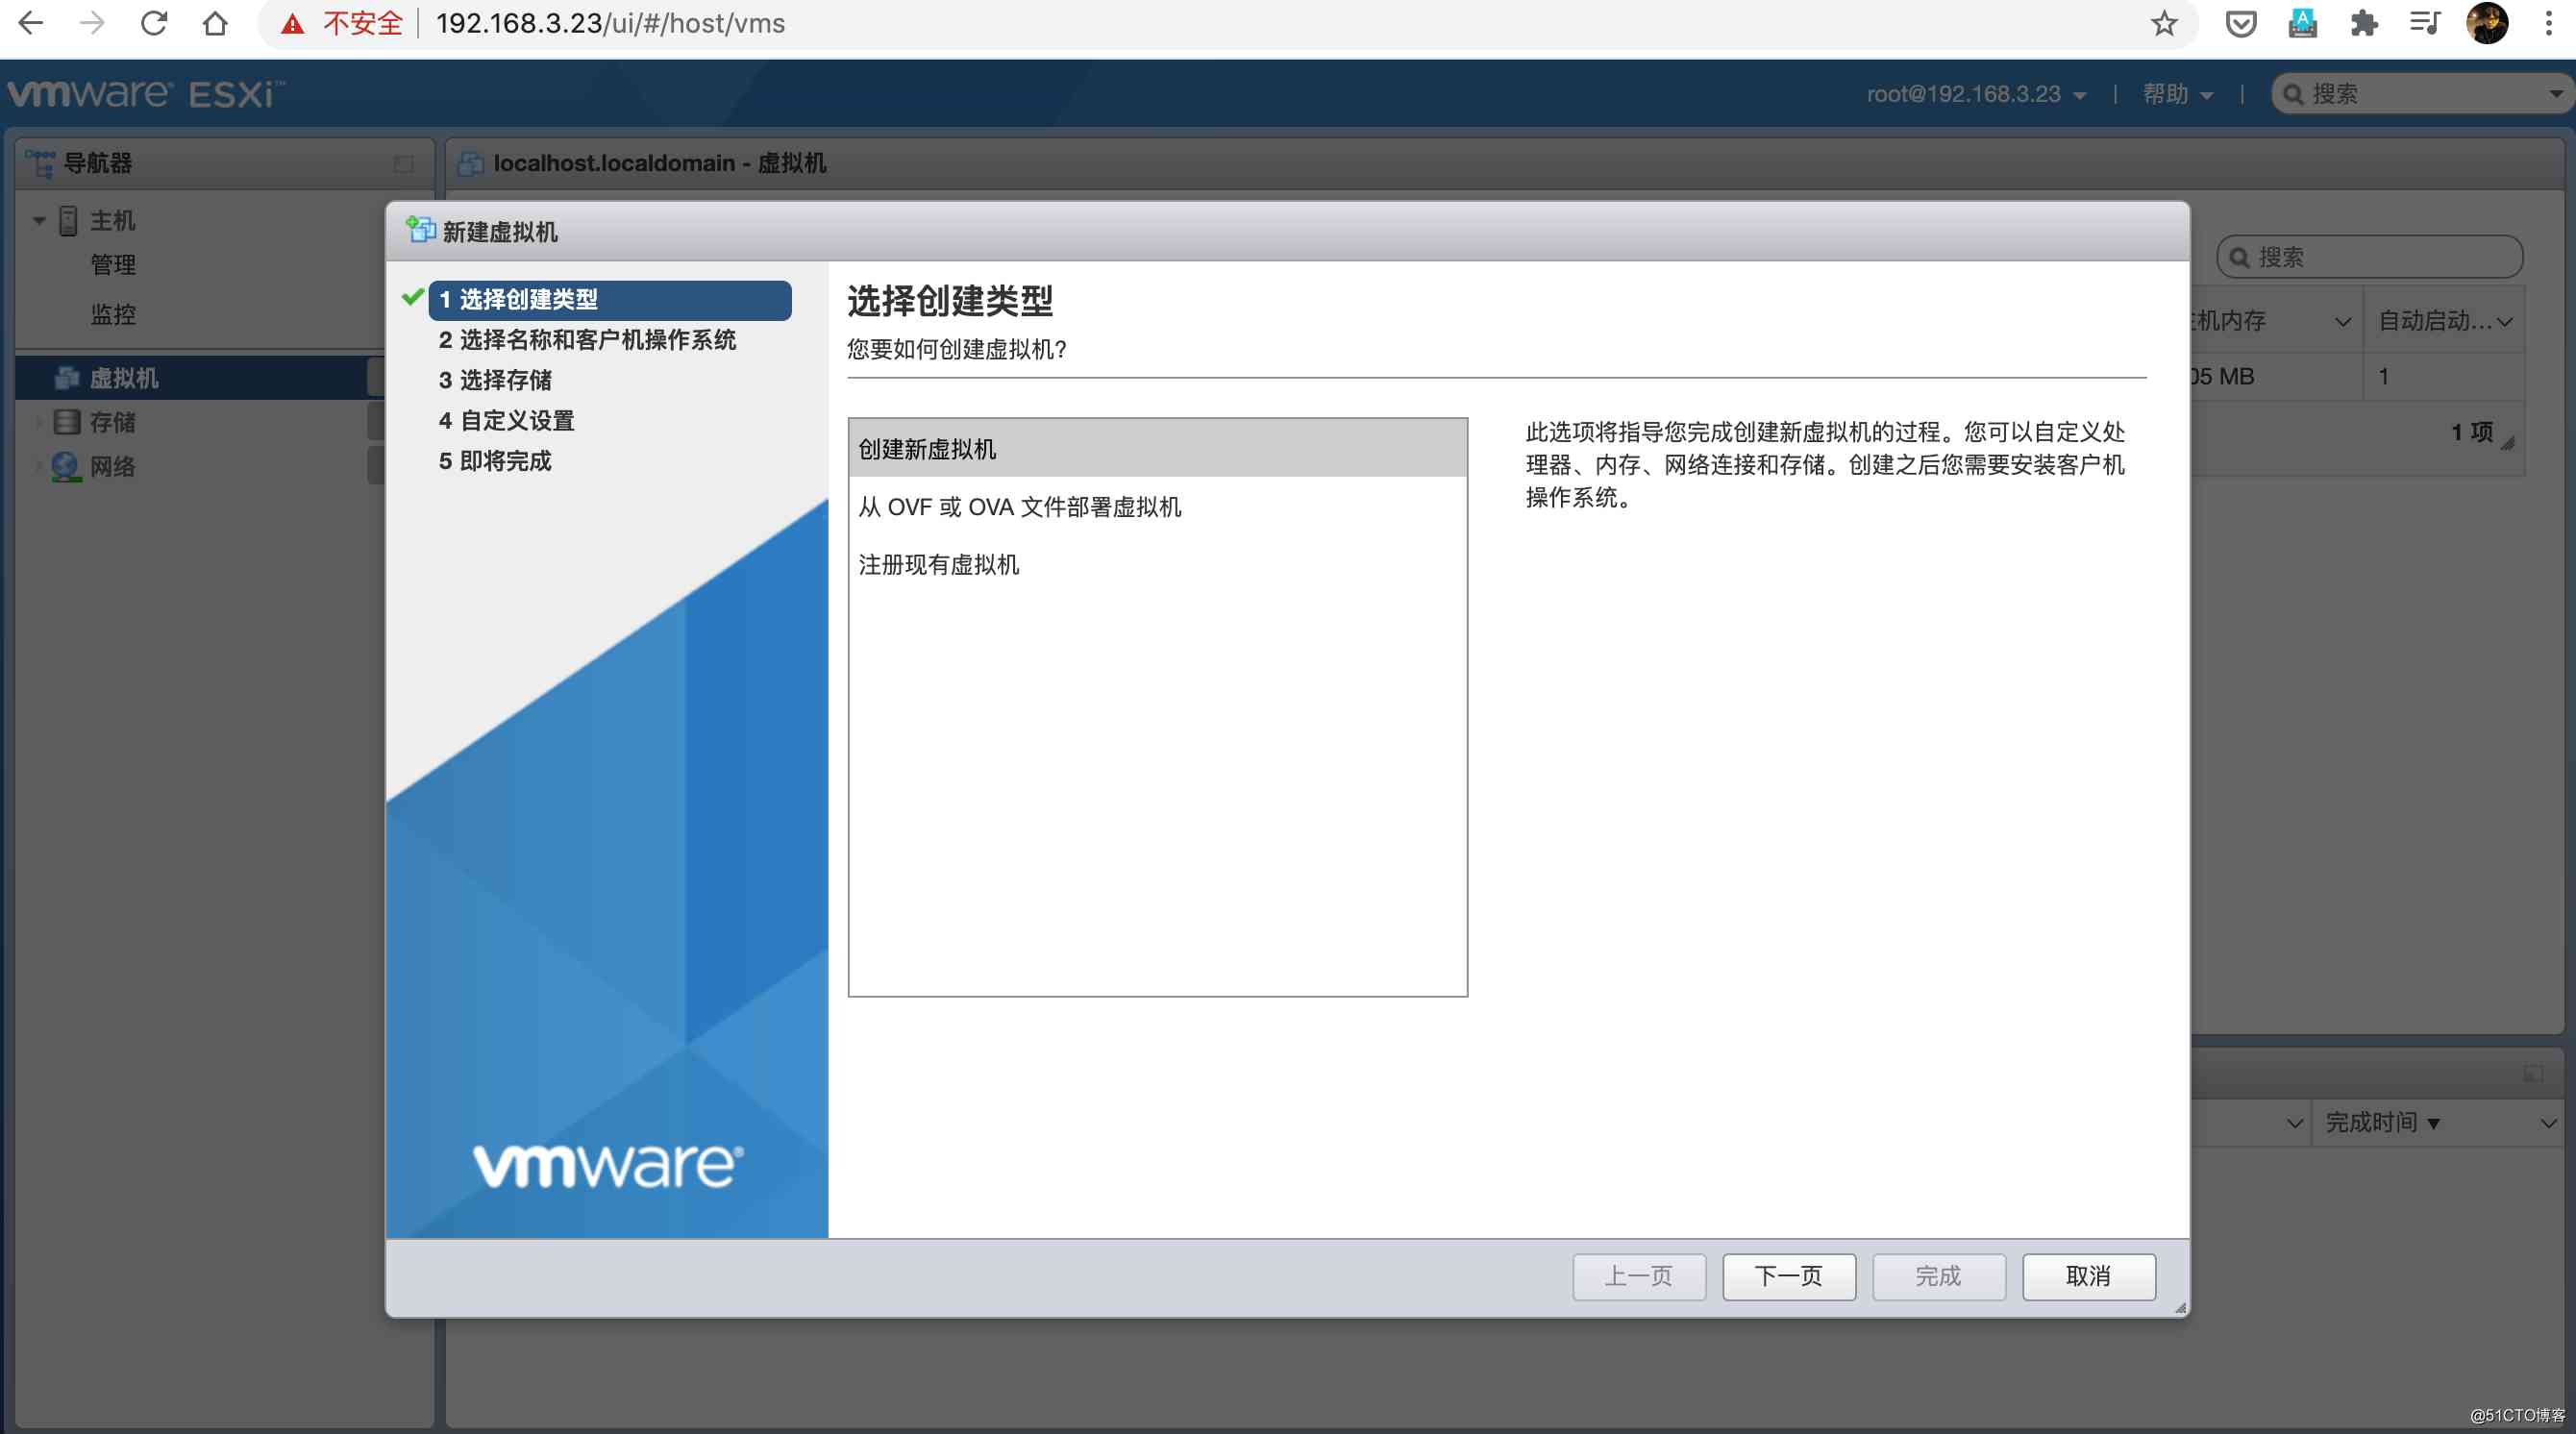 不安全 192.168.3.23/ui/#/host/vms
vmware® ESXi™
root@192.168.3.23 | 帮助 | 搜索
导航器
localhost.localdomain - 虚拟机
主机
管理
监控
虚拟机
存储
网络
搜索
主机内存 自动启动...
05 MB 1
1 项
新建虚拟机
1 选择创建类型
2 选择名称和客户机操作系统
3 选择存储
4 自定义设置
5 即将完成
vmware®
选择创建类型
您要如何创建虚拟机?
创建新虚拟机
从 OVF 或 OVA 文件部署虚拟机
注册现有虚拟机
此选项将指导您完成创建新虚拟机的过程。您可以自定义处
理器、内存、网络连接和存储。创建之后您需要安装客户机
操作系统。
完成时间 ▼
上一页 下一页 完成 取消
@51CTO博客